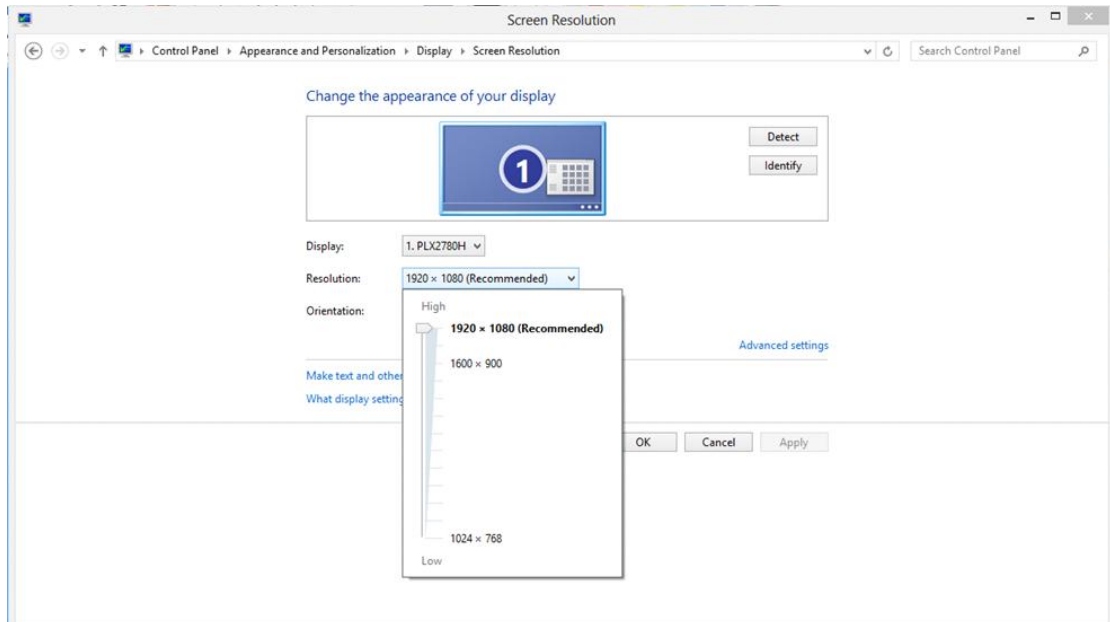 Screen Resolution
Control Panel Appearance and Personalization Display Screen Resolution Search Control Panel
Change the appearance of your display
1
Detect
Identify
Display: 1. PLX2780H
Resolution: 1920 × 1080 (Recommended)
Orientation:
High
1920 × 1080 (Recommended)
1600 × 900
1024 × 768
Low
Advanced settings
Make text and other
What display setting
OK Cancel Apply